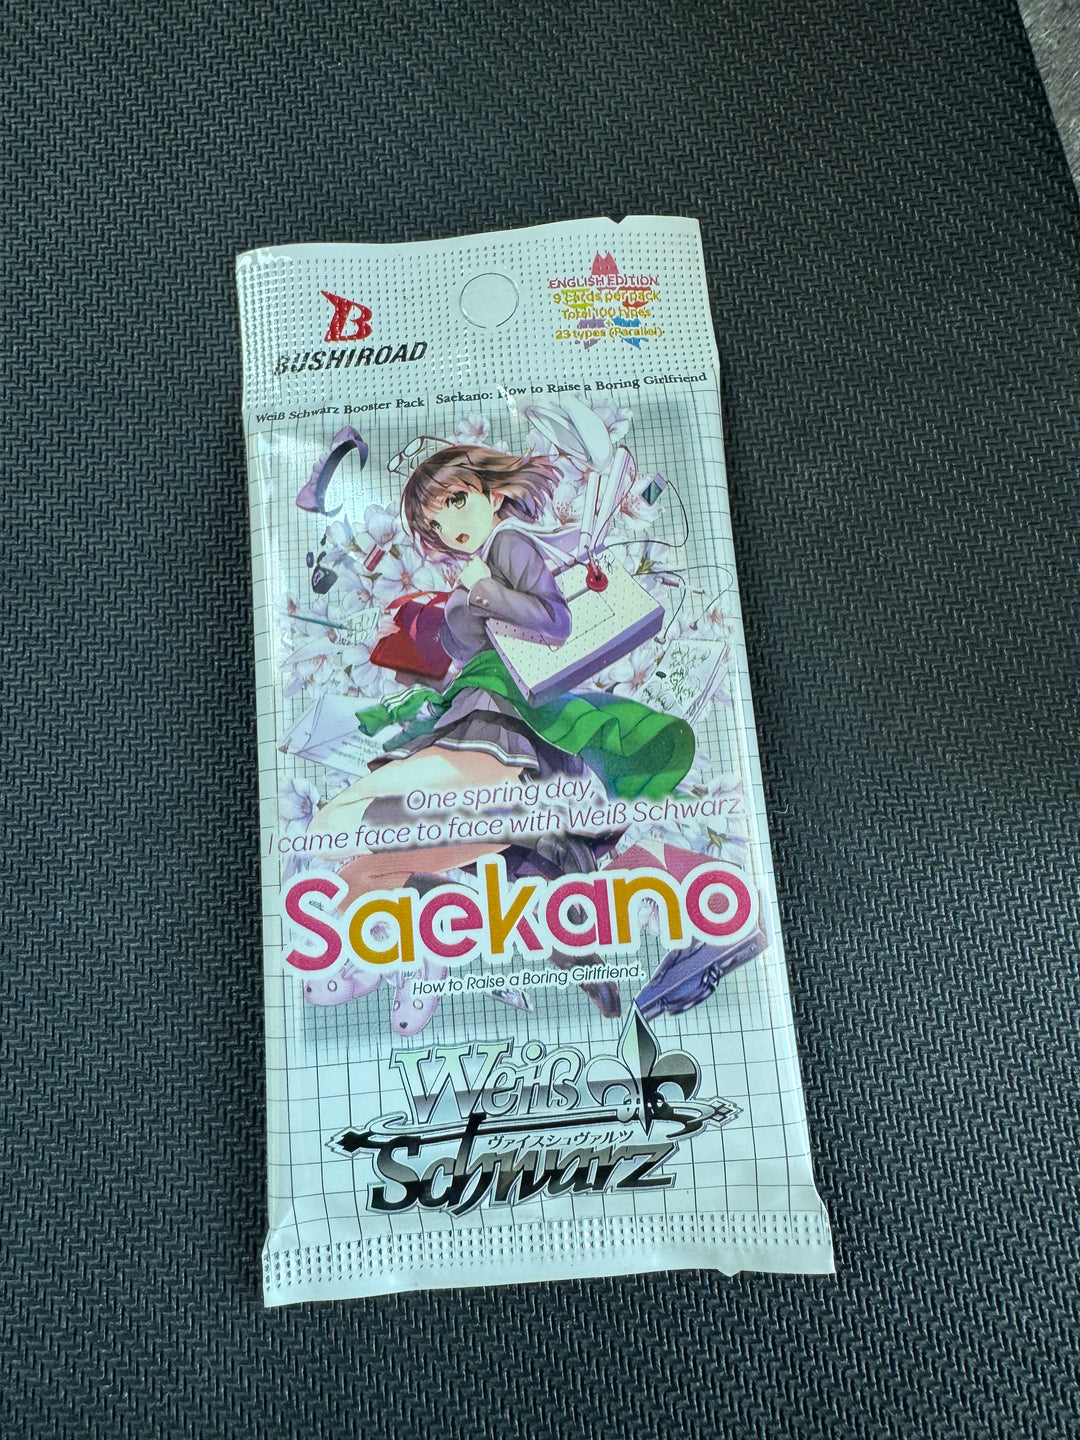 B
BUSHIROAD
ENGLISH EDITION
9 cards per pack
Total 100 types
+
23 types (Parallel)
Weiß Schwarz Booster Pack Saekano: How to Raise a Boring Girlfriend
One spring day,
I came face to face with Weiß Schwarz.
Saekano
How to Raise a Boring Girlfriend.
Weiß
ヴァイスシュヴァルツ
Schwarz